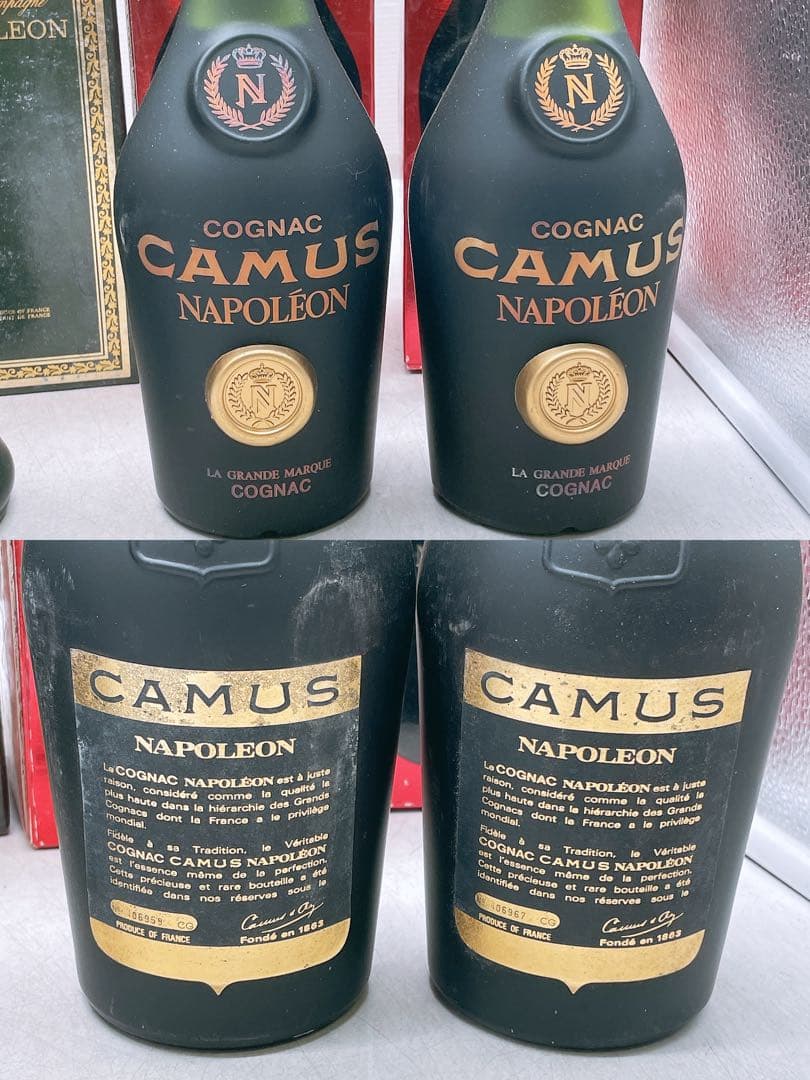 LEON
N
COGNAC
CAMUS
NAPOLÉON
N
LA GRANDE MARQUE
COGNAC
N
COGNAC
CAMUS
NAPOLÉON
N
LA GRANDE MARQUE
COGNAC
CAMUS
NAPOLEON
Le COGNAC NAPOLÉON est à juste
raison, considéré comme la qualité la
plus haute dans la hiérarchie des Grands
Cognacs dont la France a le privilège
mondial.
Fidèle à sa Tradition, le Véritable
COGNAC CAMUS NAPOLÉON
est l'essence même de la perfection.
Cette précieuse et rare bouteille a été
identifiée dans nos réserves sous le
106959 CG
PRODUCE OF FRANCE
Fondé en 1863
CAMUS
NAPOLEON
Le COGNAC NAPOLÉON est à juste
raison, considéré comme la qualité la
plus haute dans la hiérarchie des Grands
Cognacs dont la France a le privilège
mondial.
Fidèle à sa Tradition, le Véritable
COGNAC CAMUS NAPOLÉON
est l'essence même de la perfection.
Cette précieuse et rare bouteille a été
identifiée dans nos réserves sous le
106967 CG
PRODUCE OF FRANCE
Fondé en 1863